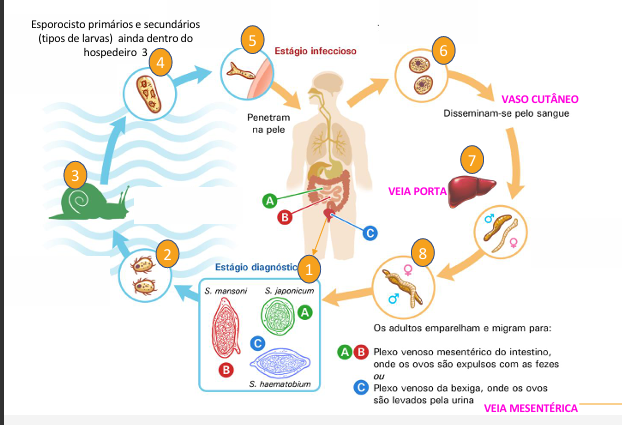 Esporocisto primários e secundários
(tipos de larvas) ainda dentro do
hospedeiro 3
4
5
Estágio infeccioso
6
Penetram
na pele
VASO CUTÂNEO
Disseminam-se pelo sangue
3
7
VEIA PORTA
A
B
C
♂
♀
2
Estágio diagnóstic
1
8
♀
♂
S. mansoni
S. japonicum
A
C
B
S. haematobium
Os adultos emparelham e migram para:
A B Plexo venoso mesentérico do intestino,
onde os ovos são expulsos com as fezes
ou
C Plexo venoso da bexiga, onde os ovos
são levados pela urina
VEIA MESENTÉRICA